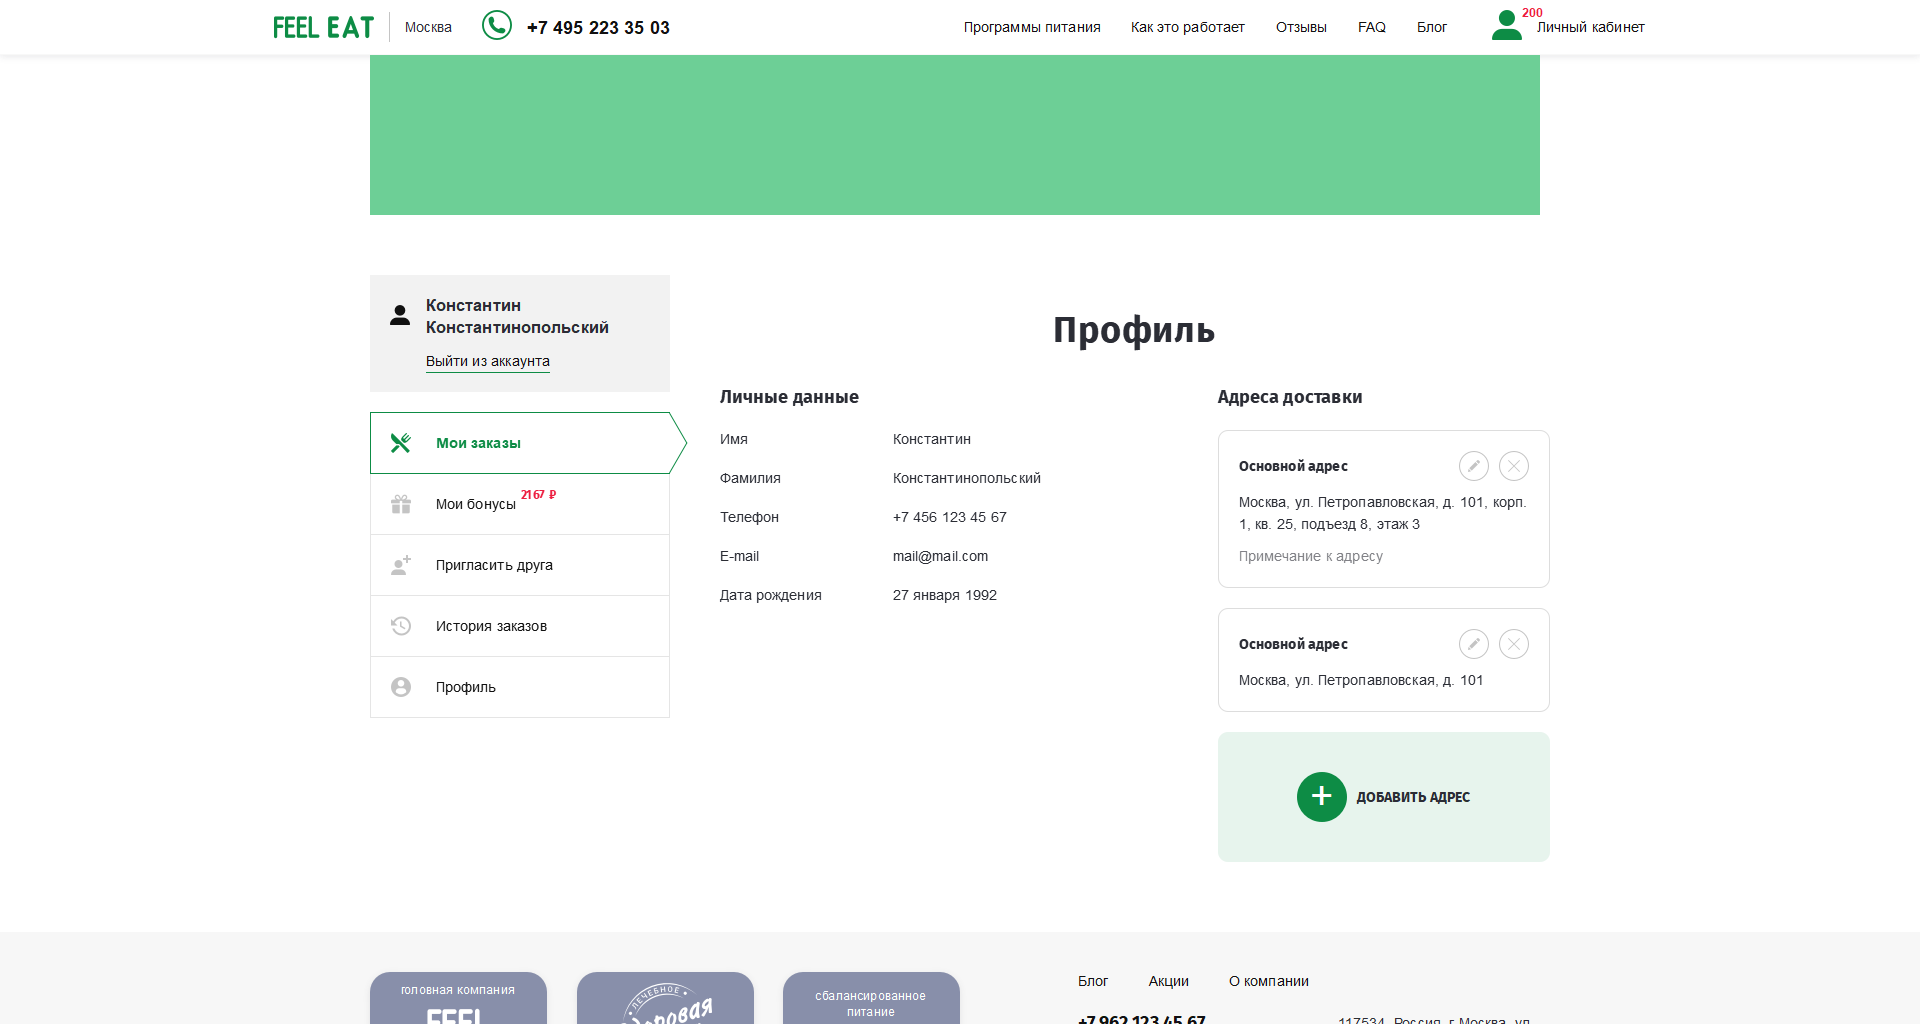 FEEL EAT
Москва
+7 495 223 35 03
Программы питания
Как это работает
Отзывы
FAQ
Блог
200
Личный кабинет
Константин
Константинопольский
Выйти из аккаунта
Мои заказы
Мои бонусы 2167 ₽
Пригласить друга
История заказов
Профиль
Профиль
Личные данные
Имя Константин
Фамилия Константинопольский
Телефон +7 456 123 45 67
E-mail mail@mail.com
Дата рождения 27 января 1992
Адреса доставки
Основной адрес
Москва, ул. Петропавловская, д. 101, корп.
1, кв. 25, подъезд 8, этаж 3
Примечание к адресу
Основной адрес
Москва, ул. Петропавловская, д. 101
+ ДОБАВИТЬ АДРЕС
головная компания
FEEL
ЛЕЧЕБНОЕ
сбалансированное
питание
Блог
Акции
О компании
+7 962 123 45 67
117534, Россия, г.Москва, ул.